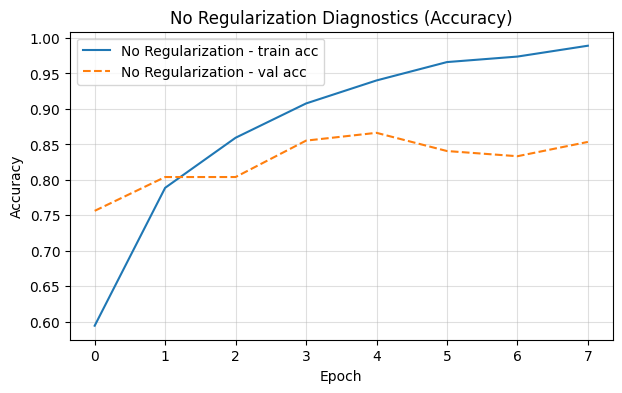 No Regularization Diagnostics (Accuracy)
No Regularization - train acc
No Regularization - val acc
Accuracy
1.00
0.95
0.90
0.85
0.80
0.75
0.70
0.65
0.60
0 1 2 3 4 5 6 7
Epoch